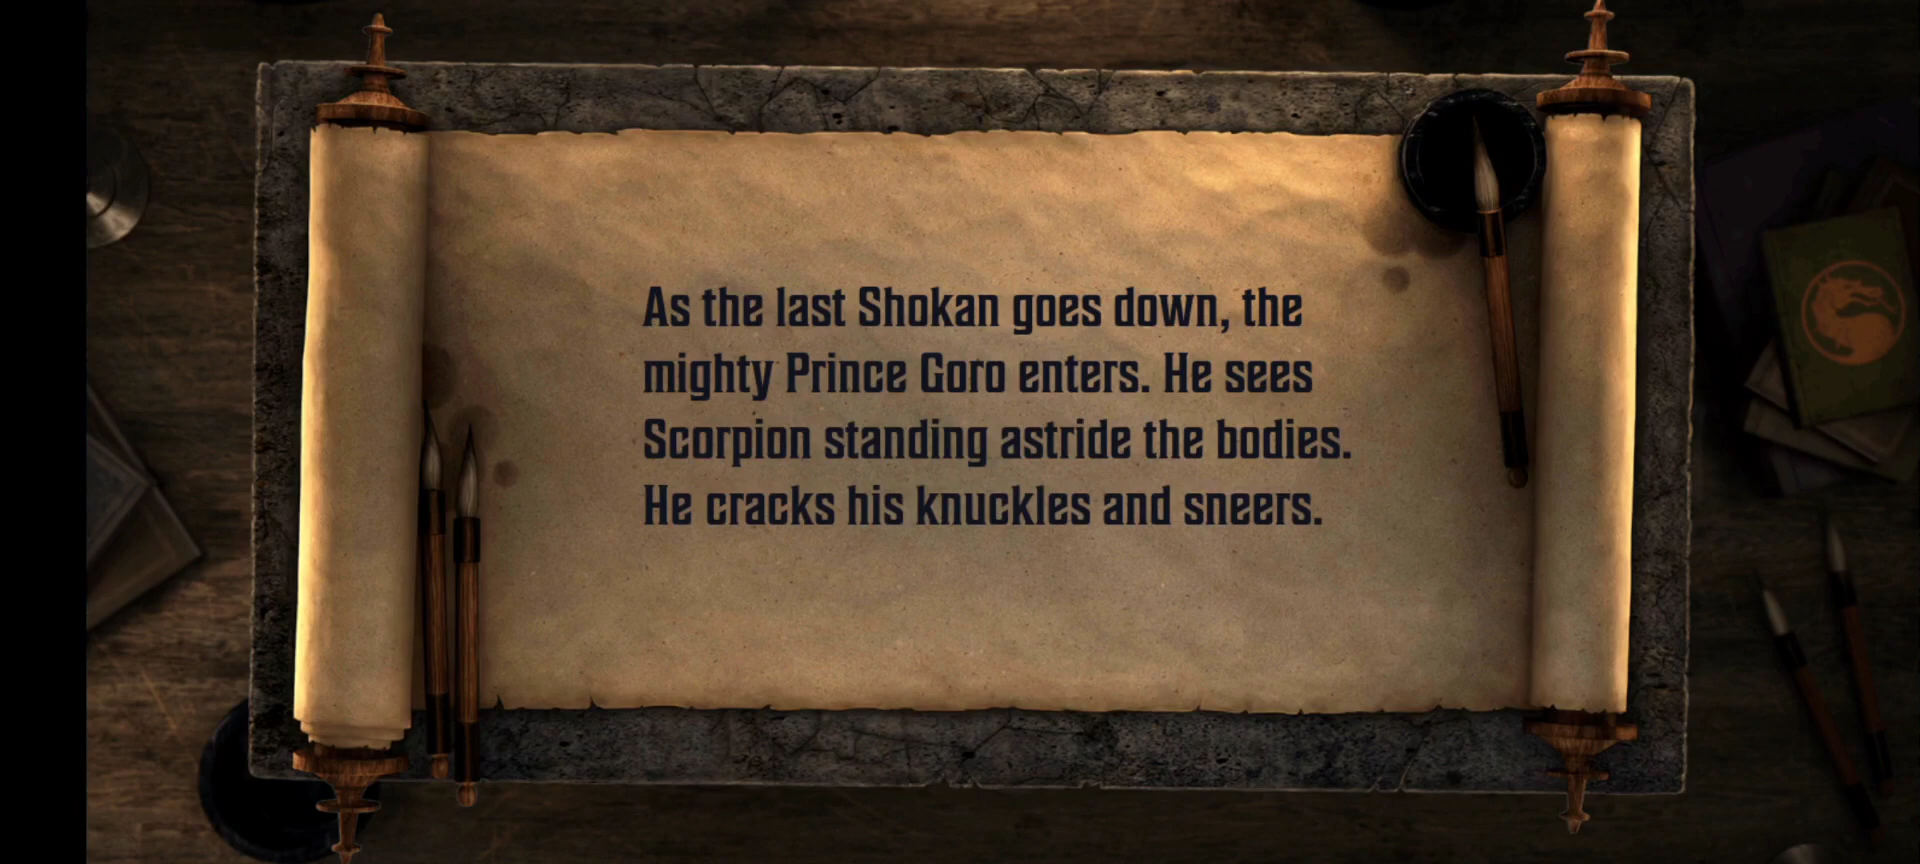 As the last Shokan goes down, the
mighty Prince Goro enters. He sees
Scorpion standing astride the bodies.
He cracks his knuckles and sneers.